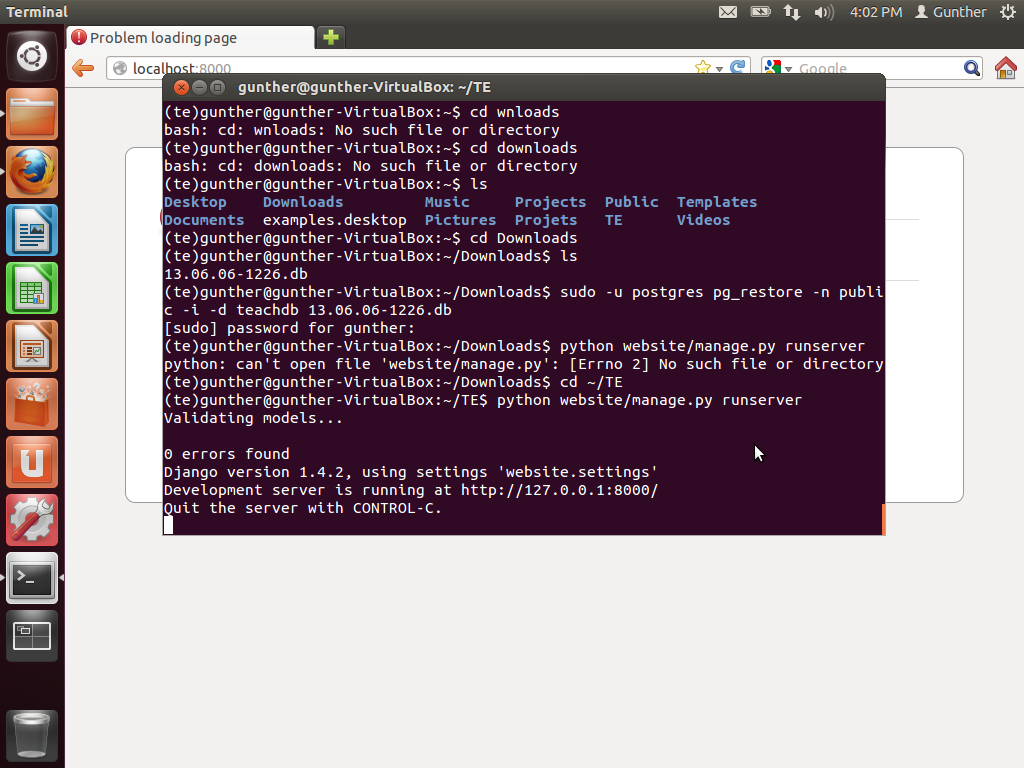 Terminal
4:02 PM
Gunther
Problem loading page
localhost:8000
Google
gunther@gunther-VirtualBox: ~/TE
(te)gunther@gunther-VirtualBox:~$ cd wnloads
bash: cd: wnloads: No such file or directory
(te)gunther@gunther-VirtualBox:~$ cd downloads
bash: cd: downloads: No such file or directory
(te)gunther@gunther-VirtualBox:~$ ls
Desktop    Downloads         Music     Projects  Public  Templates
Documents  examples.desktop  Pictures  Projets   TE      Videos
(te)gunther@gunther-VirtualBox:~$ cd Downloads
(te)gunther@gunther-VirtualBox:~/Downloads$ ls
13.06.06-1226.db
(te)gunther@gunther-VirtualBox:~/Downloads$ sudo -u postgres pg_restore -n publi
c -i -d teachdb 13.06.06-1226.db
[sudo] password for gunther:
(te)gunther@gunther-VirtualBox:~/Downloads$ python website/manage.py runserver
python: can't open file 'website/manage.py': [Errno 2] No such file or directory
(te)gunther@gunther-VirtualBox:~/Downloads$ cd ~/TE
(te)gunther@gunther-VirtualBox:~/TE$ python website/manage.py runserver
Validating models...
0 errors found
Django version 1.4.2, using settings 'website.settings'
Development server is running at http://127.0.0.1:8000/
Quit the server with CONTROL-C.